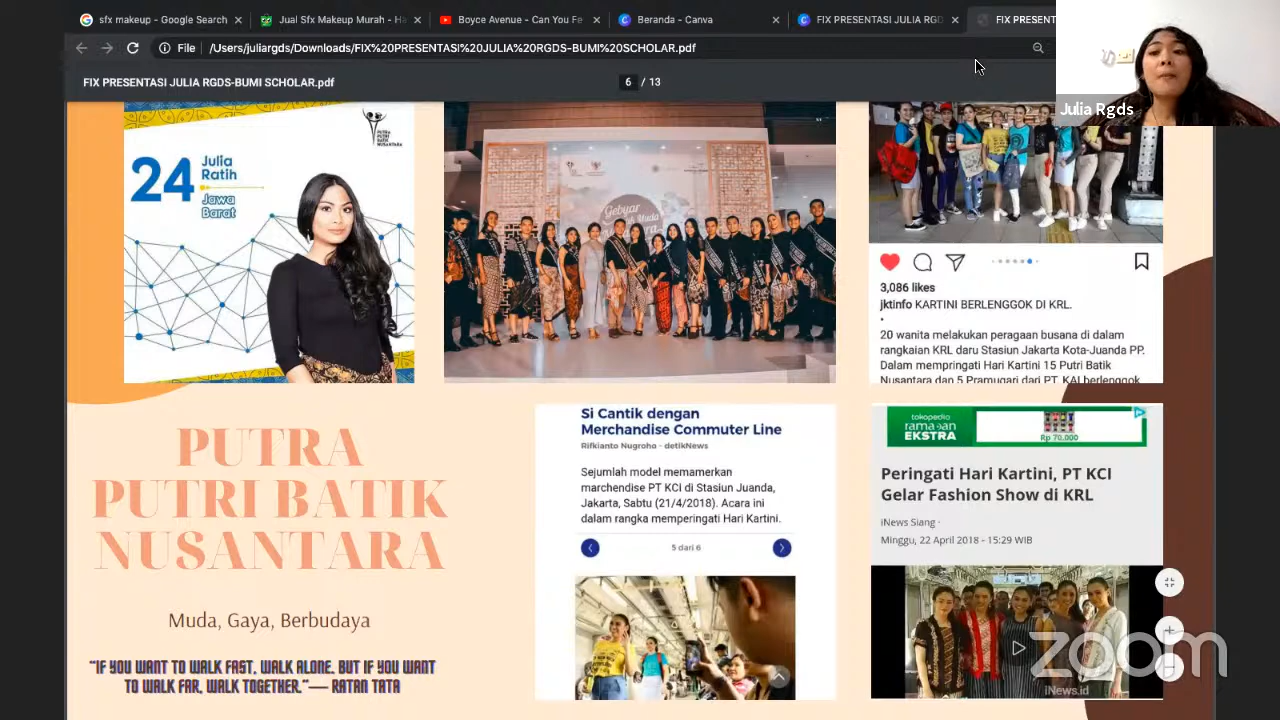 sfx makeup - Google Search
Jual Sfx Makeup Murah - Ha
Boyce Avenue - Can You Fe
Beranda - Canva
FIX PRESENTASI JULIA RGD
FIX PRESEN
File
/Users/juliargds/Downloads/FIX%20PRESENTASI%20JULIA%20RGDS-BUMI%20SCHOLAR.pdf
FIX PRESENTASI JULIA RGDS-BUMI SCHOLAR.pdf
6 / 13
Julia Rgds
PUTRA
PUTRI
BATIK
NUSANTARA
24
Julia
Ratih
Jawa
Barat
Gebyar
3,086 likes
jktinfo KARTINI BERLENGGOK DI KRL.
•
20 wanita melakukan peragaan busana di dalam
rangkaian KRL daru Stasiun Jakarta Kota-Juanda PP.
Dalam mempringati Hari Kartini 15 Putri Batik
Nusantara dan 5 Pramugari dari PT. KAI berlenggok
PUTRA
PUTRI BATIK
NUSANTARA
Muda, Gaya, Berbudaya
"IF YOU WANT TO WALK FAST, WALK ALONE. BUT IF YOU WANT
TO WALK FAR, WALK TOGETHER."— RATAN TATA
Si Cantik dengan
Merchandise Commuter Line
Rifkianto Nugroho - detikNews
Sejumlah model memamerkan
marchendise PT KCI di Stasiun Juanda,
Jakarta, Sabtu (21/4/2018). Acara ini
dalam rangka memperingati Hari Kartini.
5 dari 6
tokopedia
EKSTRA
Rp 70.000
Peringati Hari Kartini, PT KCI
Gelar Fashion Show di KRL
iNews Siang ·
Minggu, 22 April 2018 - 15:29 WIB
iNews.id
zoom